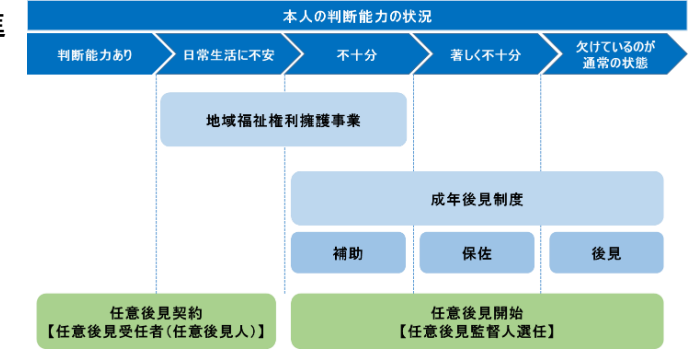 本人の判断能力の状況
判断能力あり
日常生活に不安
不十分
著しく不十分
欠けているのが
通常の状態
地域福祉権利擁護事業
成年後見制度
補助
保佐
後見
任意後見契約
【任意後見受任者(任意後見人)】
任意後見開始
【任意後見監督人選任】